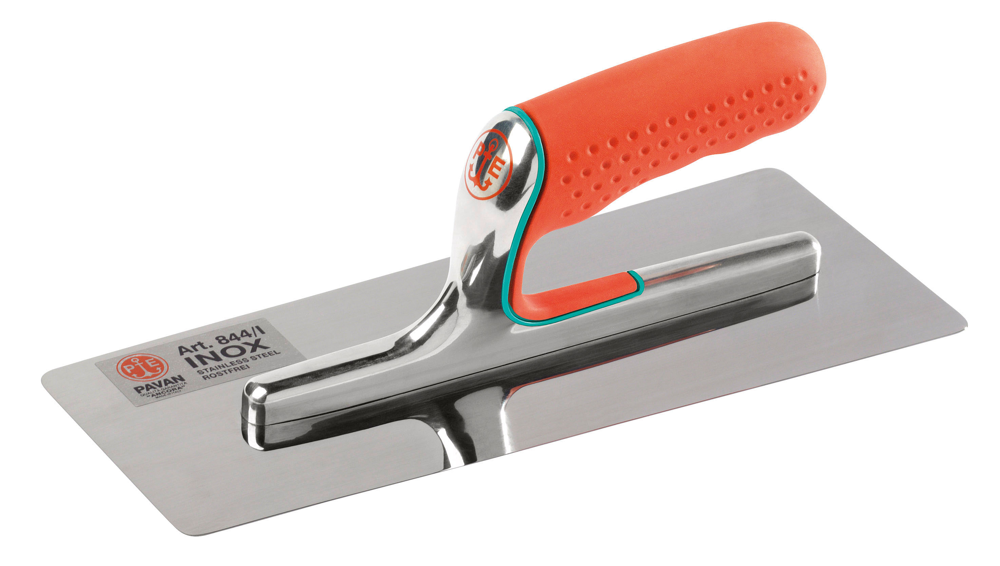 P E
P E
PAVAN
QUALITÀ GARANTITA
"ANCORA"
MADE IN ITALY
Art. 844/I
INOX
STAINLESS STEEL
ROSTFREI